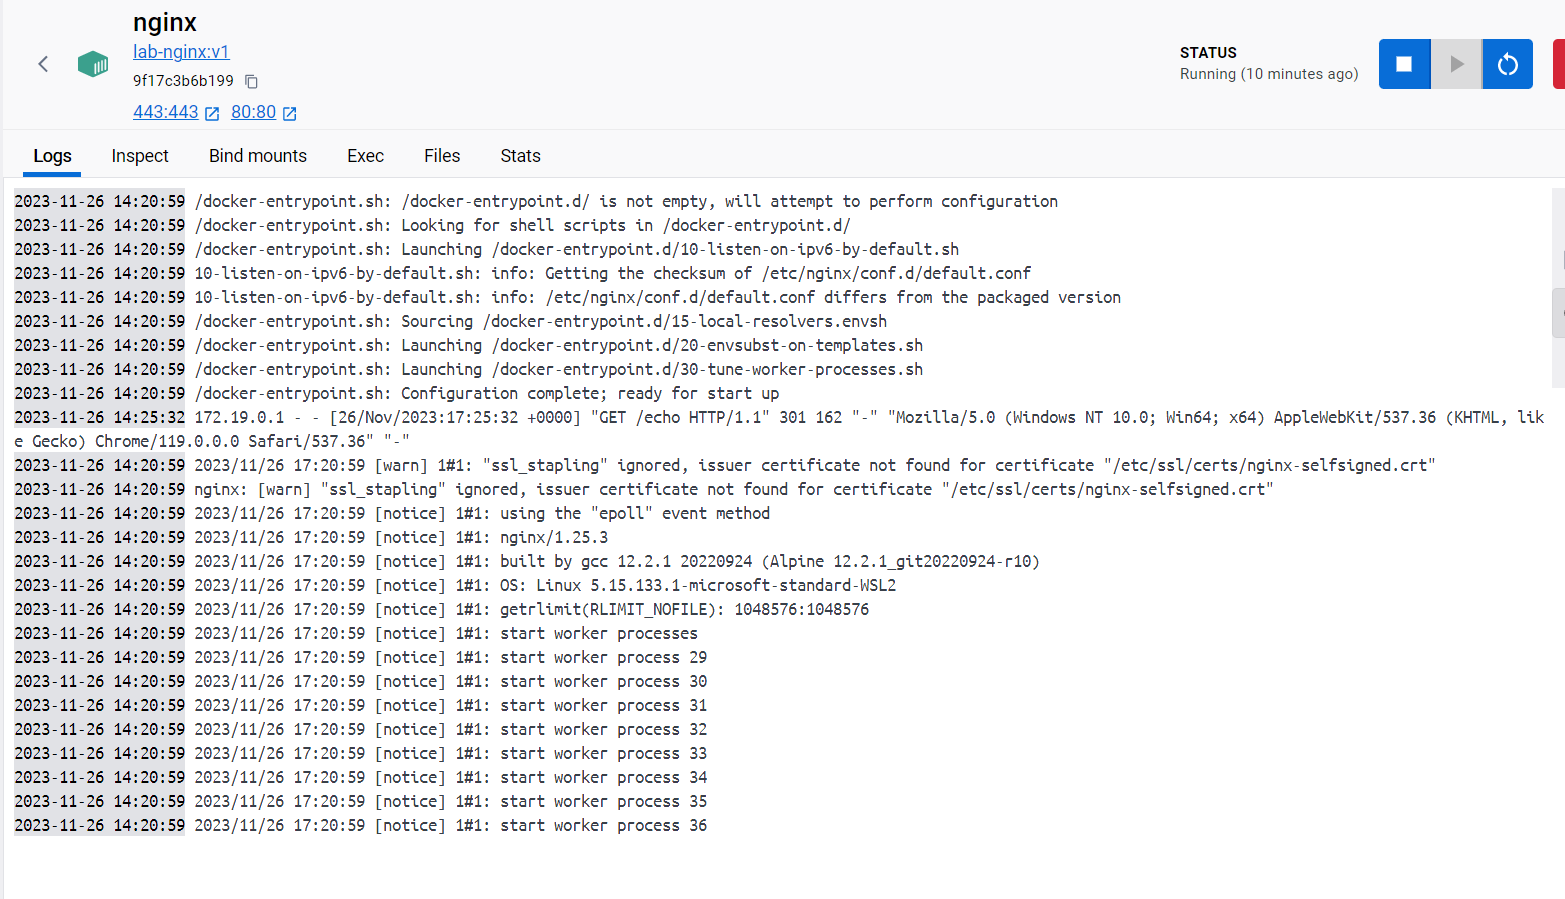 nginx
lab-nginx:v1
9f17c3b6b199
443:443 80:80
STATUS
Running (10 minutes ago)
Logs Inspect Bind mounts Exec Files Stats
2023-11-26 14:20:59 /docker-entrypoint.sh: /docker-entrypoint.d/ is not empty, will attempt to perform configuration
2023-11-26 14:20:59 /docker-entrypoint.sh: Looking for shell scripts in /docker-entrypoint.d/
2023-11-26 14:20:59 /docker-entrypoint.sh: Launching /docker-entrypoint.d/10-listen-on-ipv6-by-default.sh
2023-11-26 14:20:59 10-listen-on-ipv6-by-default.sh: info: Getting the checksum of /etc/nginx/conf.d/default.conf
2023-11-26 14:20:59 10-listen-on-ipv6-by-default.sh: info: /etc/nginx/conf.d/default.conf differs from the packaged version
2023-11-26 14:20:59 /docker-entrypoint.sh: Sourcing /docker-entrypoint.d/15-local-resolvers.envsh
2023-11-26 14:20:59 /docker-entrypoint.sh: Launching /docker-entrypoint.d/20-envsubst-on-templates.sh
2023-11-26 14:20:59 /docker-entrypoint.sh: Launching /docker-entrypoint.d/30-tune-worker-processes.sh
2023-11-26 14:20:59 /docker-entrypoint.sh: Configuration complete; ready for start up
2023-11-26 14:25:32 172.19.0.1 - - [26/Nov/2023:17:25:32 +0000] "GET /echo HTTP/1.1" 301 162 "-" "Mozilla/5.0 (Windows NT 10.0; Win64; x64) AppleWebKit/537.36 (KHTML, lik
e Gecko) Chrome/119.0.0.0 Safari/537.36" "-"
2023-11-26 14:20:59 2023/11/26 17:20:59 [warn] 1#1: "ssl_stapling" ignored, issuer certificate not found for certificate "/etc/ssl/certs/nginx-selfsigned.crt"
2023-11-26 14:20:59 nginx: [warn] "ssl_stapling" ignored, issuer certificate not found for certificate "/etc/ssl/certs/nginx-selfsigned.crt"
2023-11-26 14:20:59 2023/11/26 17:20:59 [notice] 1#1: using the "epoll" event method
2023-11-26 14:20:59 2023/11/26 17:20:59 [notice] 1#1: nginx/1.25.3
2023-11-26 14:20:59 2023/11/26 17:20:59 [notice] 1#1: built by gcc 12.2.1 20220924 (Alpine 12.2.1_git20220924-r10)
2023-11-26 14:20:59 2023/11/26 17:20:59 [notice] 1#1: OS: Linux 5.15.133.1-microsoft-standard-WSL2
2023-11-26 14:20:59 2023/11/26 17:20:59 [notice] 1#1: getrlimit(RLIMIT_NOFILE): 1048576:1048576
2023-11-26 14:20:59 2023/11/26 17:20:59 [notice] 1#1: start worker processes
2023-11-26 14:20:59 2023/11/26 17:20:59 [notice] 1#1: start worker process 29
2023-11-26 14:20:59 2023/11/26 17:20:59 [notice] 1#1: start worker process 30
2023-11-26 14:20:59 2023/11/26 17:20:59 [notice] 1#1: start worker process 31
2023-11-26 14:20:59 2023/11/26 17:20:59 [notice] 1#1: start worker process 32
2023-11-26 14:20:59 2023/11/26 17:20:59 [notice] 1#1: start worker process 33
2023-11-26 14:20:59 2023/11/26 17:20:59 [notice] 1#1: start worker process 34
2023-11-26 14:20:59 2023/11/26 17:20:59 [notice] 1#1: start worker process 35
2023-11-26 14:20:59 2023/11/26 17:20:59 [notice] 1#1: start worker process 36